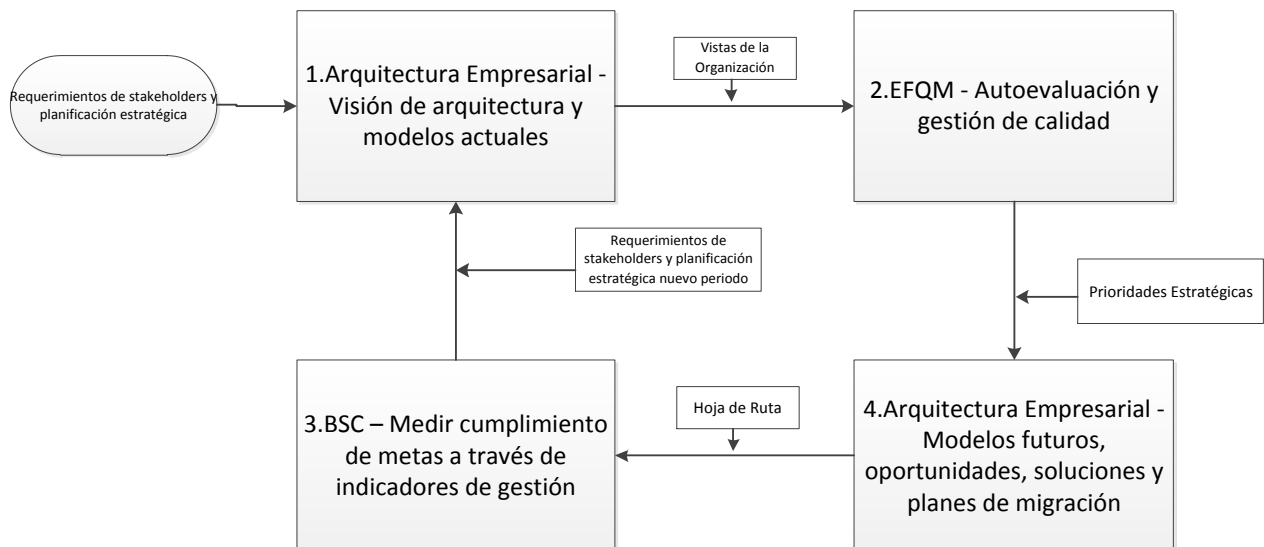 Requerimientos de stakeholders y
planificación estratégica
1.Arquitectura Empresarial -
Visión de arquitectura y
modelos actuales
Vistas de la
Organización
2.EFQM - Autoevaluación y
gestión de calidad
Requerimientos de
stakeholders y planificación
estratégica nuevo periodo
Prioridades Estratégicas
3.BSC – Medir cumplimiento
de metas a través de
indicadores de gestión
Hoja de Ruta
4.Arquitectura Empresarial -
Modelos futuros,
oportunidades, soluciones y
planes de migración